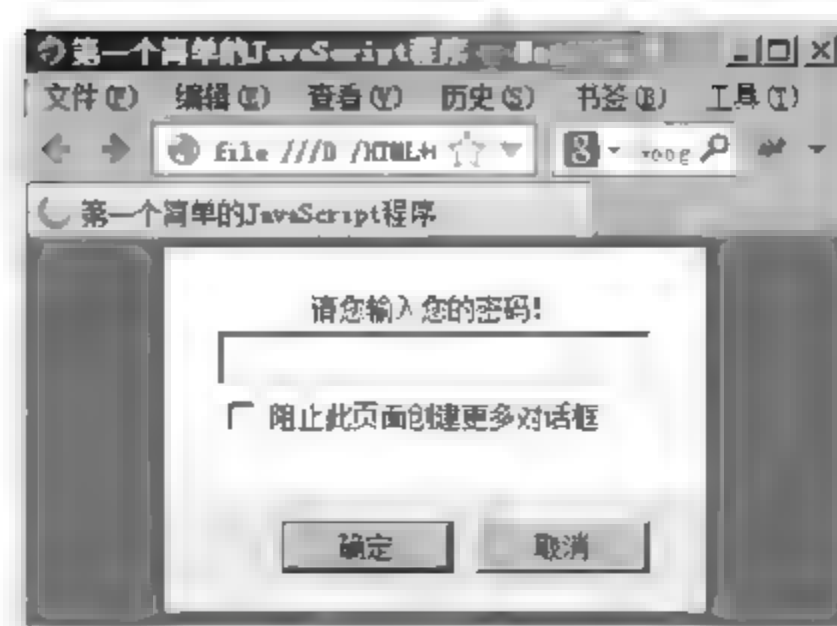 第一个简单的JavaScript程序
文件(F) 编辑(E) 查看(V) 历史(S) 书签(B) 工具(T)
file ///D /HTML+
第一个简单的JavaScript程序
请您输入您的密码!
阻止此页面创建更多对话框
确定 取消